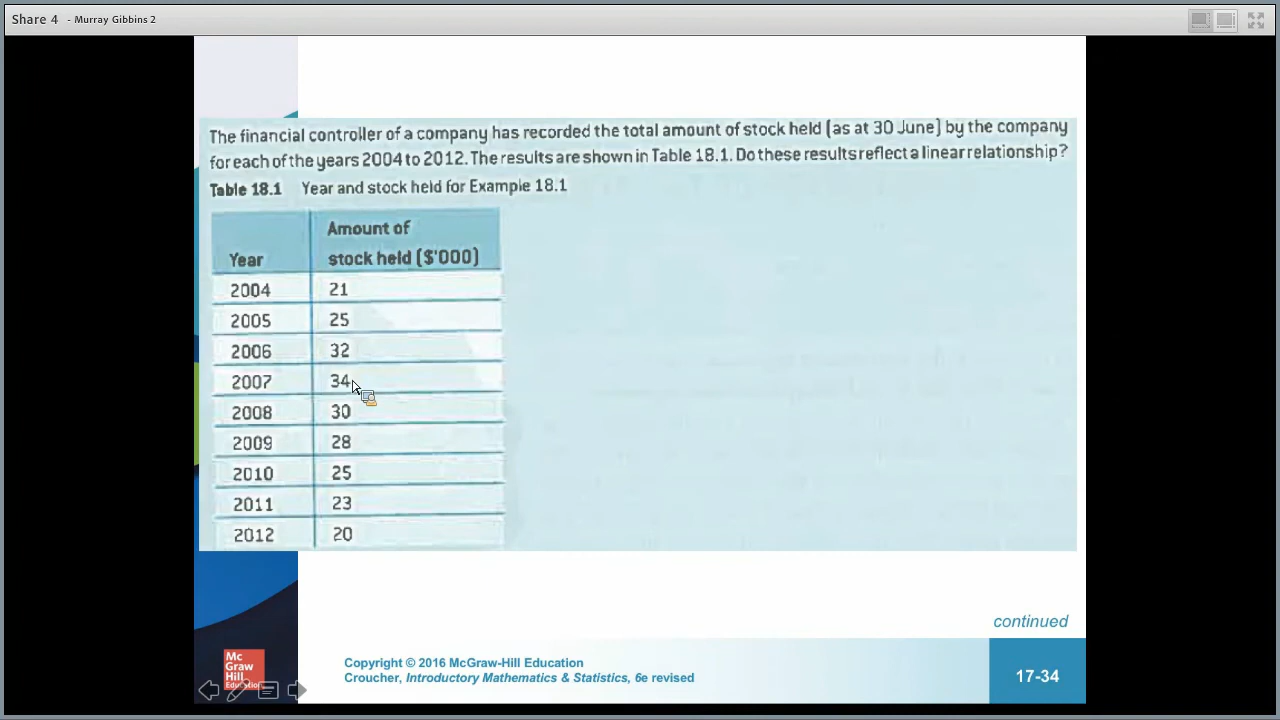 Share 4 - Murray Gibbins 2
The financial controller of a company has recorded the total amount of stock held (as at 30 June) by the company
for each of the years 2004 to 2012. The results are shown in Table 18.1. Do these results reflect a linear relationship?
Table 18.1 Year and stock held for Example 18.1
Year Amount of
stock held ($'000)
2004 21
2005 25
2006 32
2007 34
2008 30
2009 28
2010 25
2011 23
2012 20
continued
Mc
Graw
Hill
Education
Copyright © 2016 McGraw-Hill Education
Croucher, Introductory Mathematics & Statistics, 6e revised
17-34